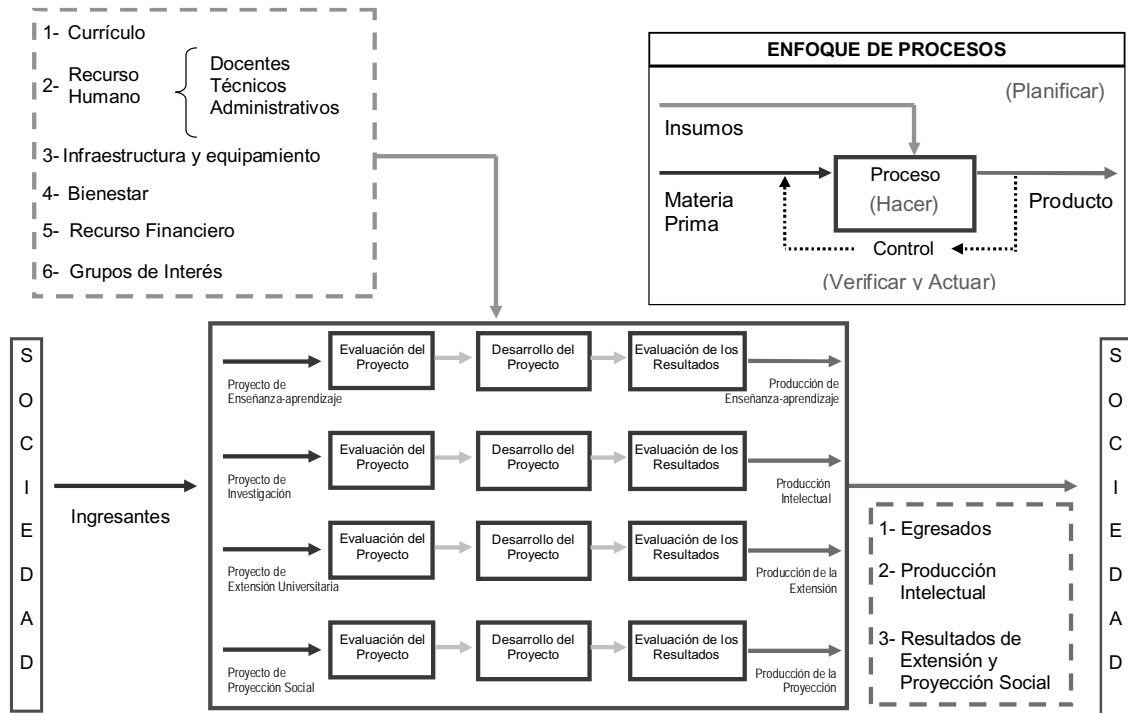 1- Currículo
2- Recurso
Humano
Docentes
Técnicos
Administrativos
3- Infraestructura y equipamiento
4- Bienestar
5- Recurso Financiero
6- Grupos de Interés
ENFOQUE DE PROCESOS
(Planificar)
Insumos
Materia
Prima
Proceso
(Hacer)
Producto
Control
(Verificar y Actuar)
SOCIEDAD
Ingresantes
Proyecto de
Enseñanza-aprendizaje
Evaluación del
Proyecto
Desarrollo del
Proyecto
Evaluación de los
Resultados
Producción de
Enseñanza-aprendizaje
Proyecto de
Investigación
Evaluación del
Proyecto
Desarrollo del
Proyecto
Evaluación de los
Resultados
Producción
Intelectual
Proyecto de
Extensión Universitaria
Evaluación del
Proyecto
Desarrollo del
Proyecto
Evaluación de los
Resultados
Producción de la
Extensión
Proyecto de
Proyección Social
Evaluación del
Proyecto
Desarrollo del
Proyecto
Evaluación de los
Resultados
Producción de la
Proyección
1- Egresados
2- Producción
Intelectual
3- Resultados de
Extensión y
Proyección Social
SOCIEDAD